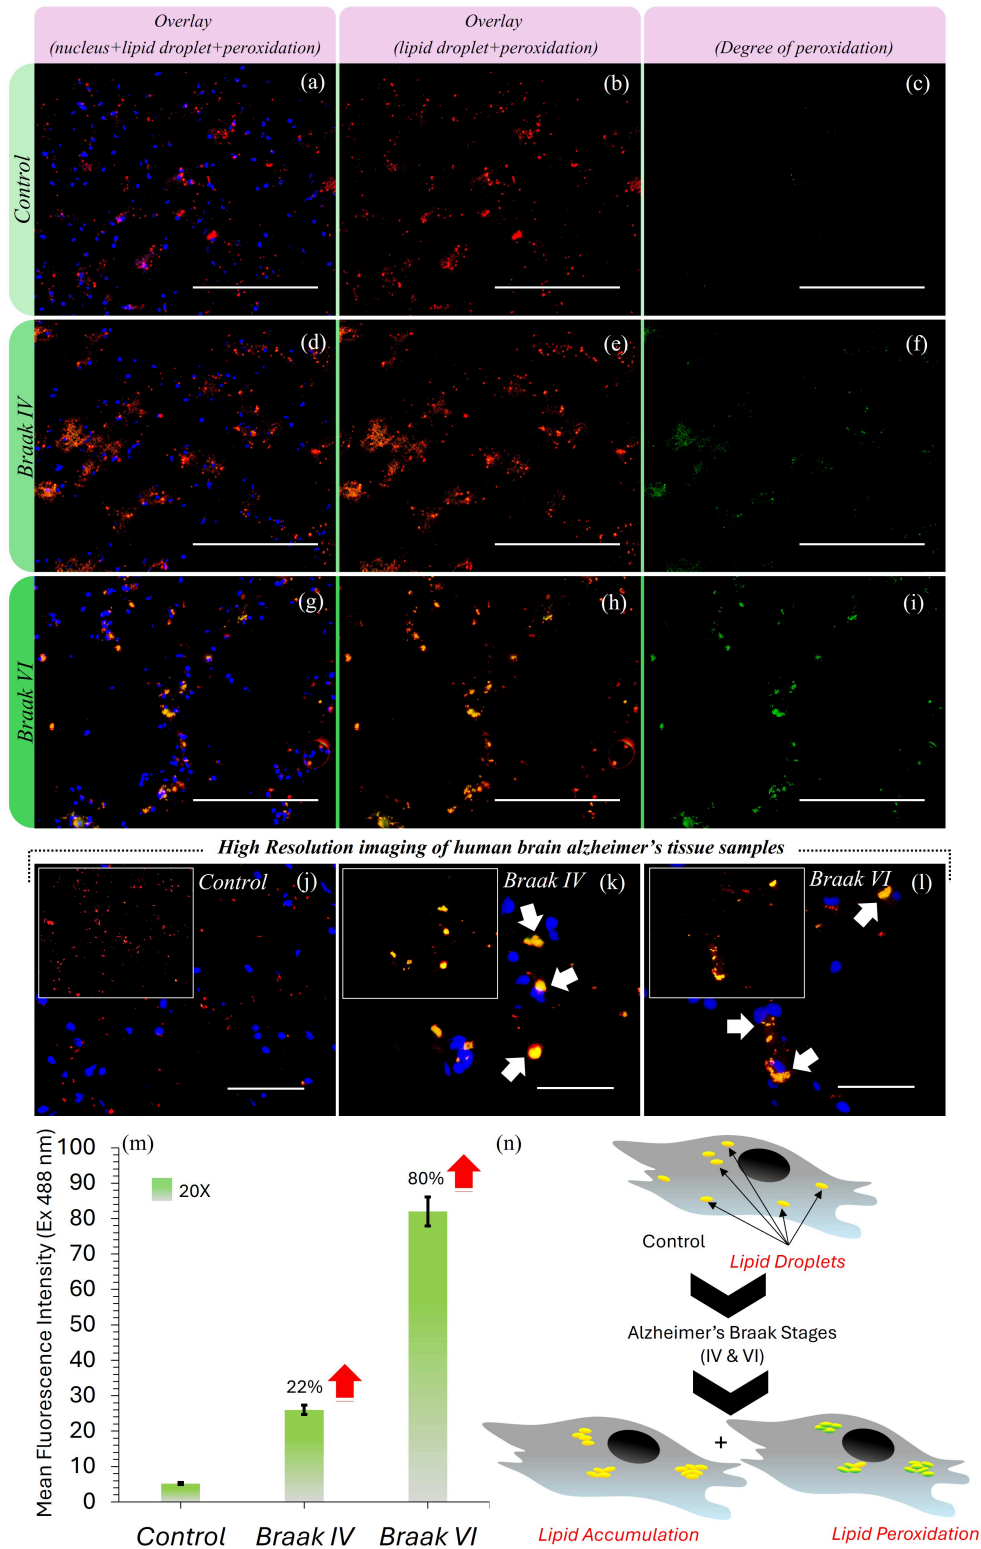 Overlay
(nucleus+lipid droplet+peroxidation)
Overlay
(lipid droplet+peroxidation)
(Degree of peroxidation)
Control
(a)
(b)
(c)
Braak IV
(d)
(e)
(f)
Braak VI
(g)
(h)
(i)
High Resolution imaging of human brain alzheimer's tissue samples
Control
(j)
Braak IV
(k)
Braak VI
(l)
(m)
Mean Fluorescence Intensity (Ex 488 nm)
100
90
80
70
60
50
40
30
20
10
0
20X
22%
80%
Control
Braak IV
Braak VI
(n)
Control
Lipid Droplets
Alzheimer's Braak Stages
(IV & VI)
+
Lipid Accumulation
Lipid Peroxidation